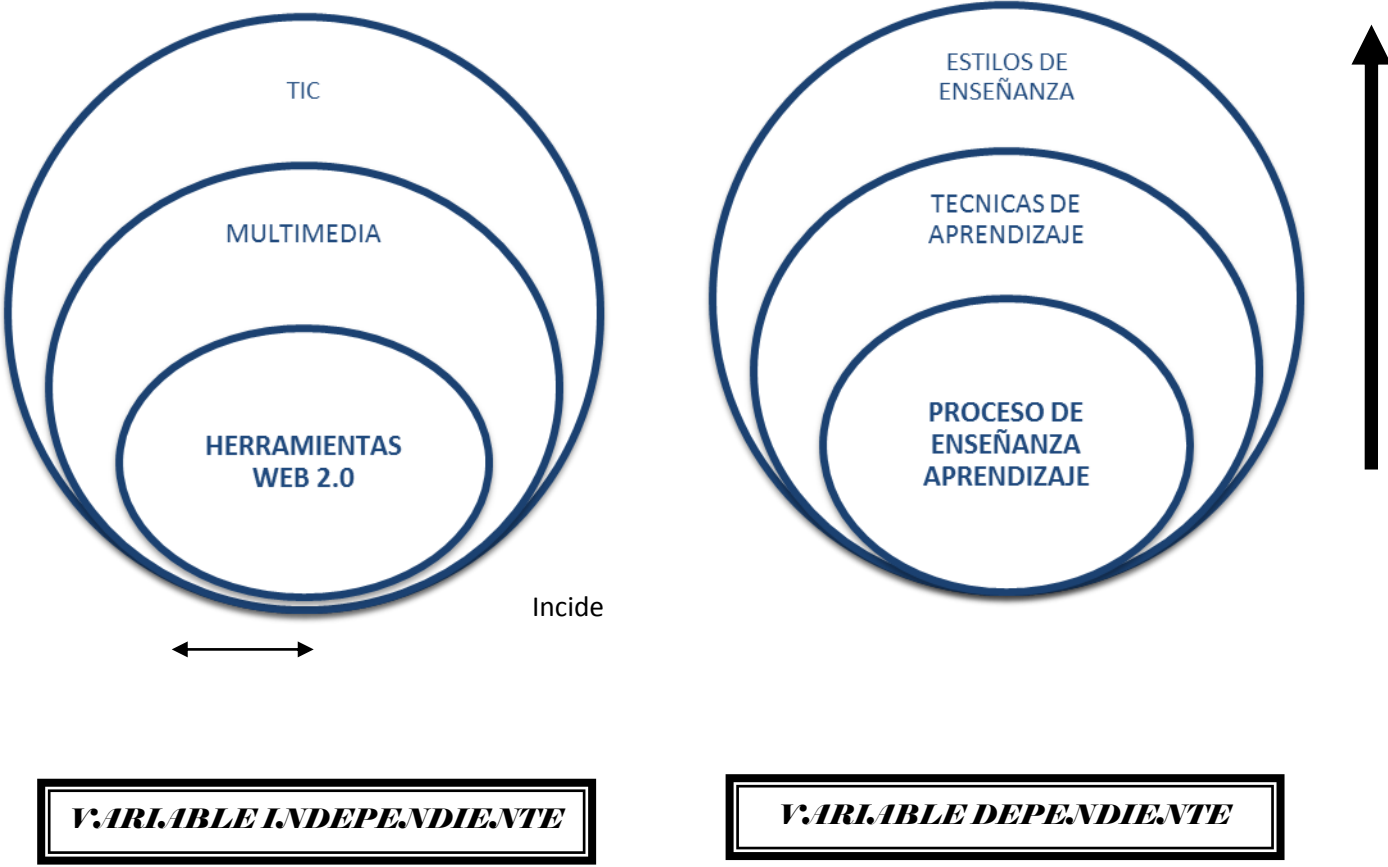 TIC
MULTIMEDIA
HERRAMIENTAS
WEB 2.0
ESTILOS DE
ENSEÑANZA
TECNICAS DE
APRENDIZAJE
PROCESO DE
ENSEÑANZA
APRENDIZAJE
Incide
VARIABLE INDEPENDIENTE
VARIABLE DEPENDIENTE